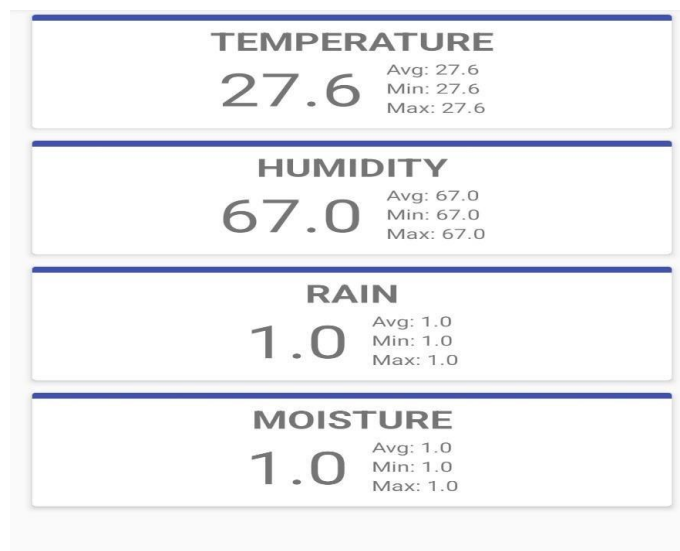 TEMPERATURE
27.6
Avg: 27.6
Min: 27.6
Max: 27.6
HUMIDITY
67.0
Avg: 67.0
Min: 67.0
Max: 67.0
RAIN
1.0
Avg: 1.0
Min: 1.0
Max: 1.0
MOISTURE
1.0
Avg: 1.0
Min: 1.0
Max: 1.0